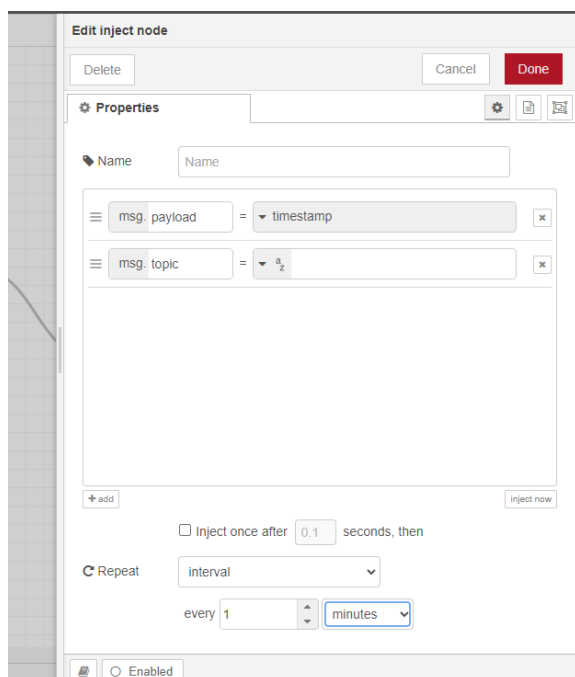 Edit inject node
Delete Cancel Done
Properties
Name Name
msg. payload = timestamp
msg. topic = a z
+ add inject now
Inject once after 0.1 seconds, then
Repeat interval
every 1 minutes
Enabled